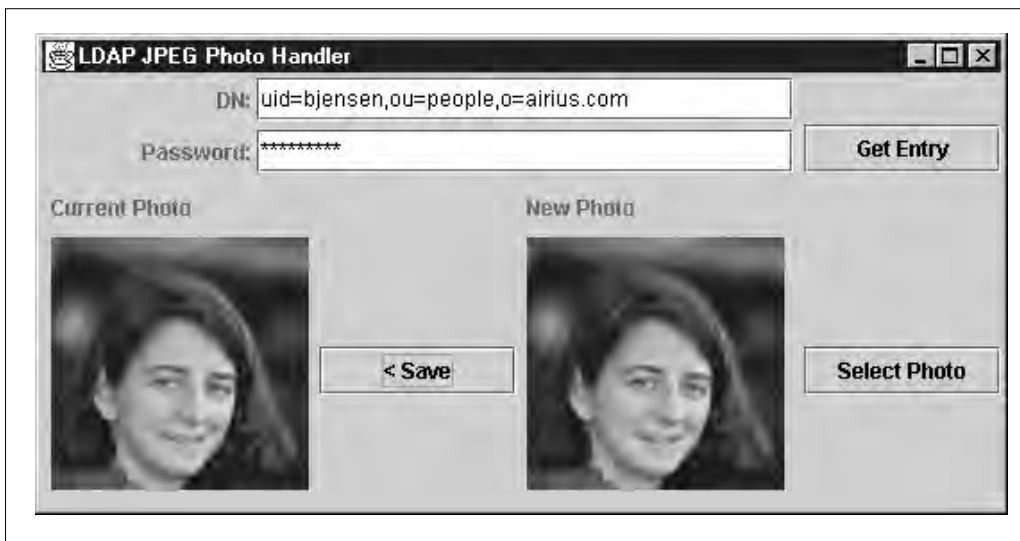 LDAP JPEG Photo Handler
DN: uid=bjensen,ou=people,o=airius.com
Password: *********
Get Entry
Current Photo
New Photo
< Save
Select Photo